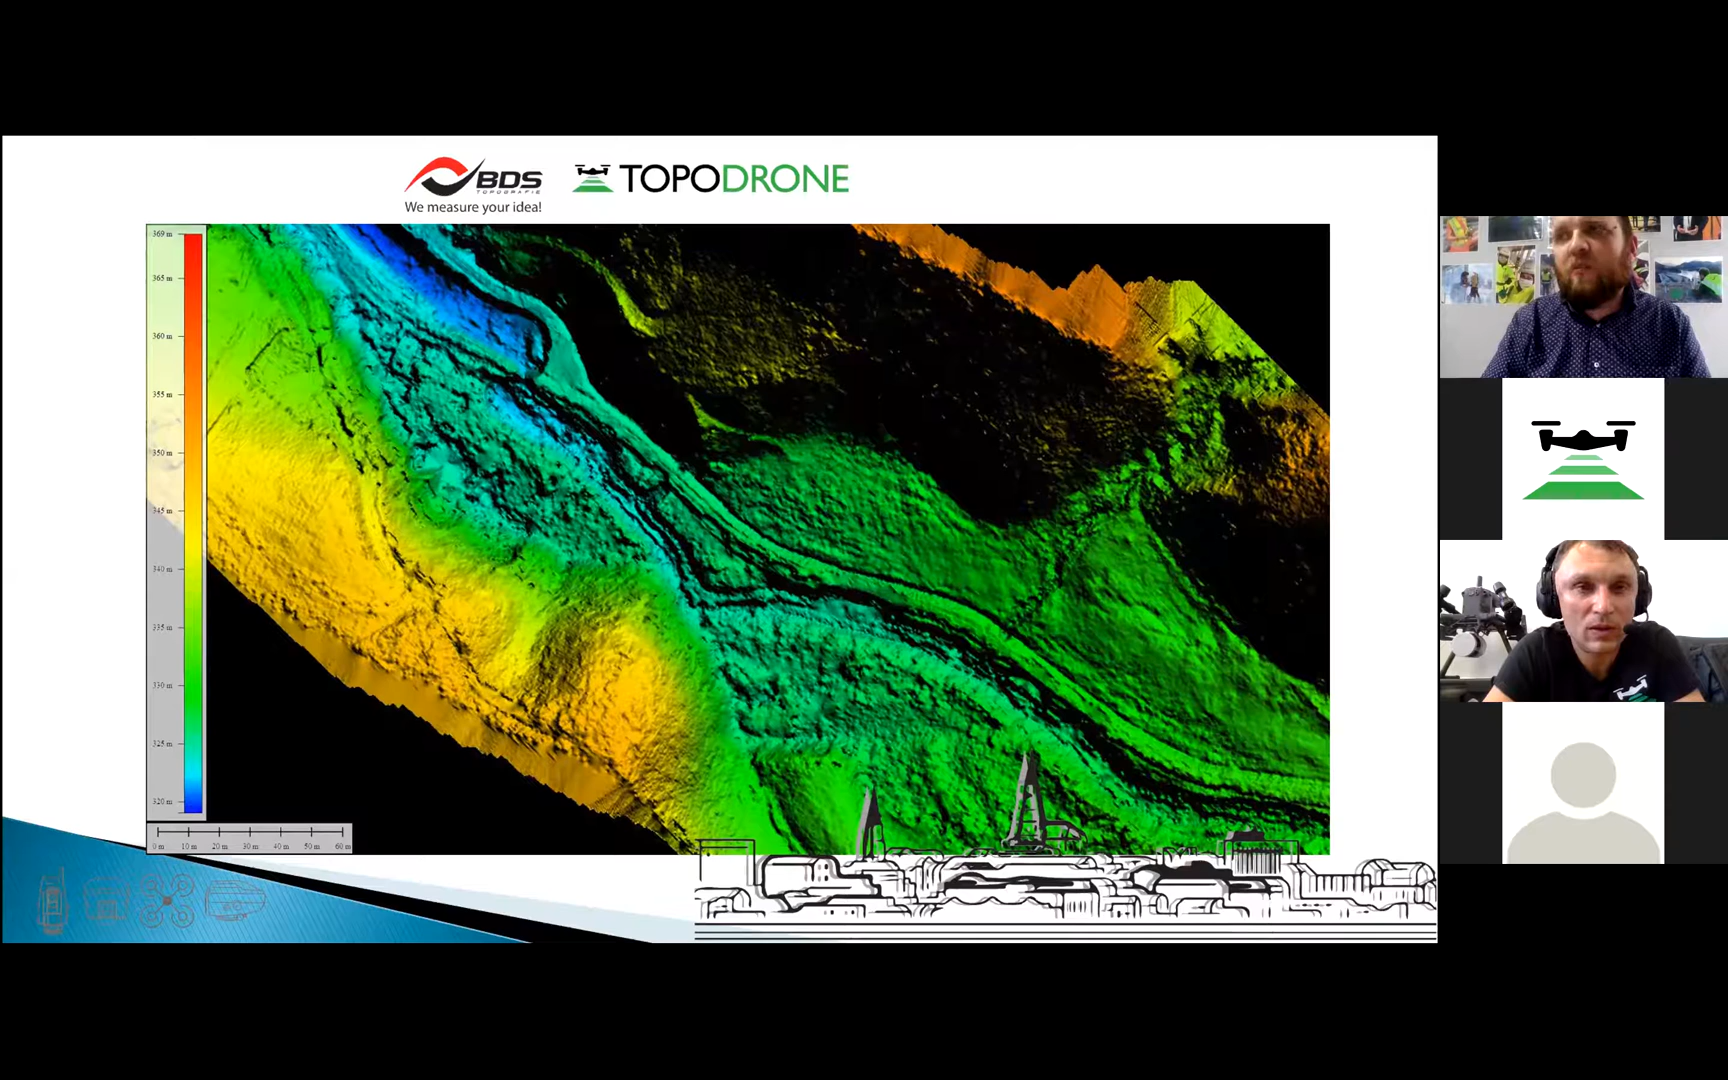 BDS
TOPOGRAFIE
We measure your idea!
TOPODRONE
369 m
365 m
360 m
355 m
350 m
345 m
340 m
335 m
330 m
325 m
320 m
0 m 10 m 20 m 30 m 40 m 50 m 60 m